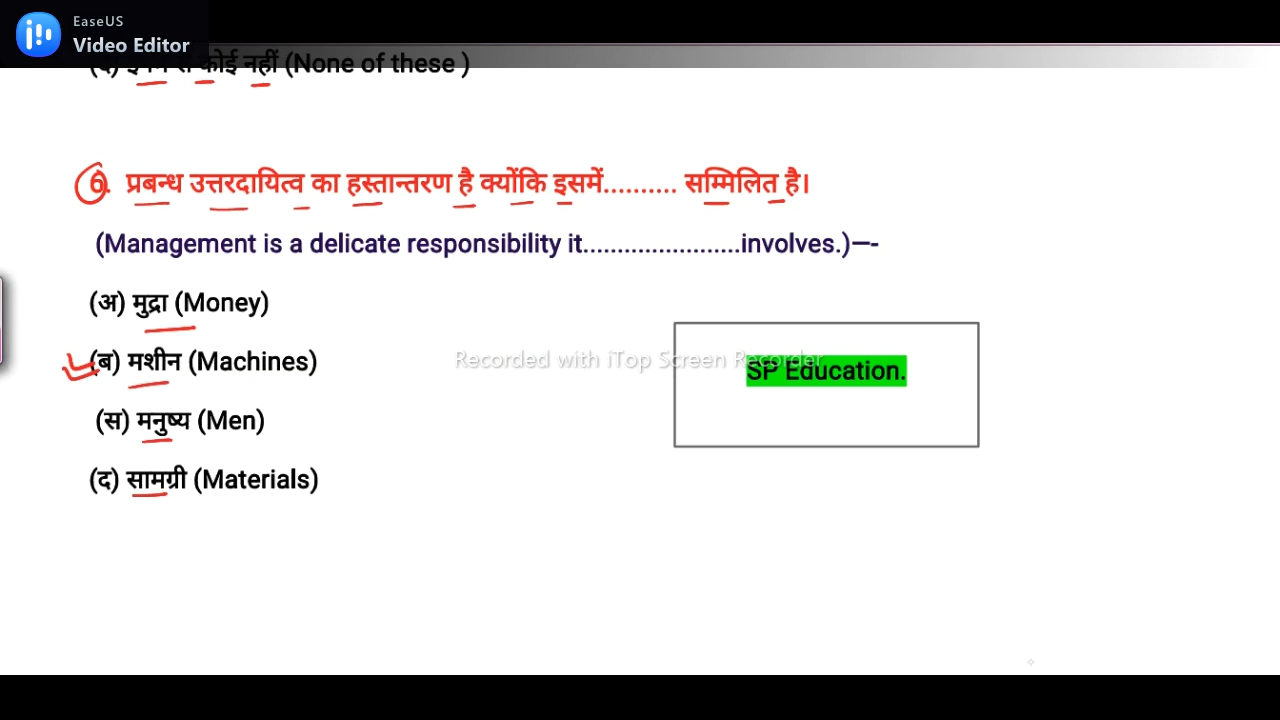 EaseUS
Video Editor
कोई नहीं (None of these )
6. प्रबन्ध उत्तरदायित्व का हस्तान्तरण है क्योंकि इसमें.......... सम्मिलित है।
(Management is a delicate responsibility it.......................involves.)—-
(अ) मुद्रा (Money)
(ब) मशीन (Machines)
Recorded with iTop Screen Recorder
SP Education.
(स) मनुष्य (Men)
(द) सामग्री (Materials)